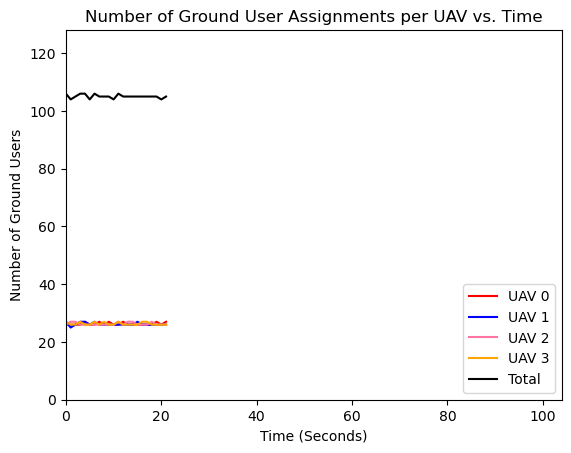 Number of Ground User Assignments per UAV vs. Time
Number of Ground Users
120
100
80
60
40
20
0
0 20 40 60 80 100
Time (Seconds)
UAV 0
UAV 1
UAV 2
UAV 3
Total